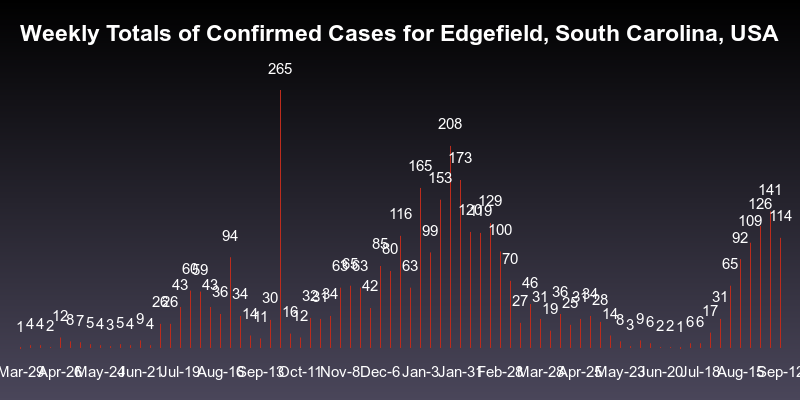 Weekly Totals of Confirmed Cases for Edgefield, South Carolina, USA
1 4 4 2 12 8 7 5 4 3 5 4 9 4 26 26 43 60 59 43 36 94 34 14 11 30 265 16 12 32 31 34 63 65 63 42 85 80 116 63 165 99 153 208 173 120 119 129 100 70 27 46 31 19 36 25 31 34 28 14 8 3 9 6 2 2 1 6 6 17 31 65 92 109 126 141 114
Mar-29 Apr-26 May-24 Jun-21 Jul-19 Aug-16 Sep-13 Oct-11 Nov-8 Dec-6 Jan-3 Jan-31 Feb-28 Mar-28 Apr-25 May-23 Jun-20 Jul-18 Aug-15 Sep-12